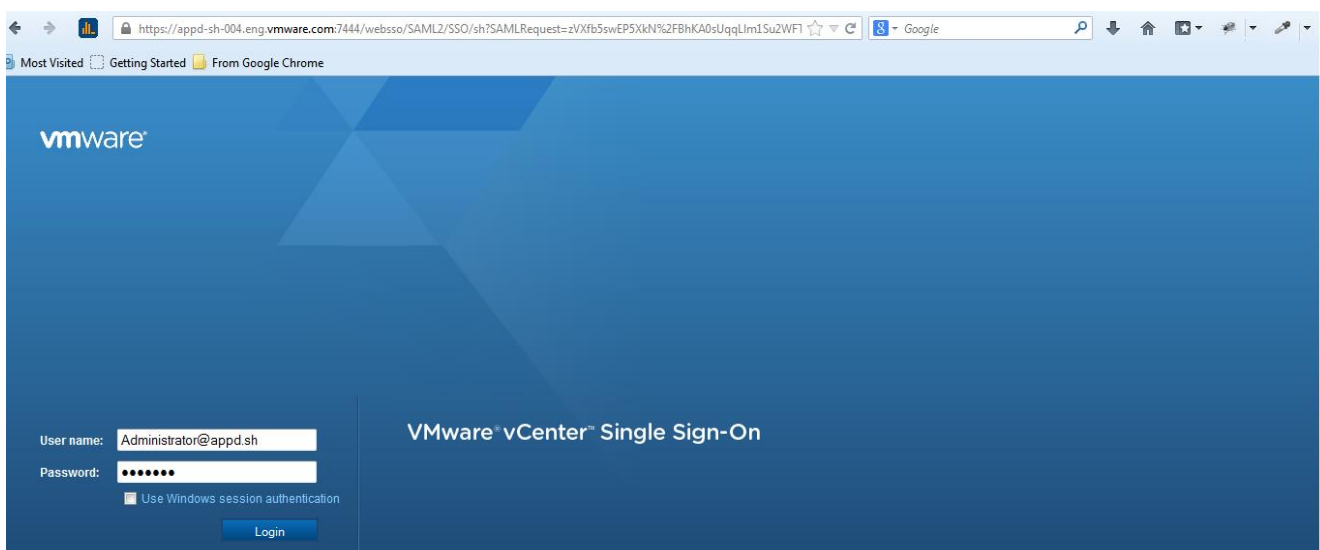 https://appd-sh-004.eng.vmware.com:7444/websso/SAML2/SSO/sh?SAMLRequest=zVXfb5swEP5XkN%2FBhKA0sUqqLIm1Su2WF1 Google
Most Visited Getting Started From Google Chrome
vmware®
User name: Administrator@appd.sh
VMware® vCenter™ Single Sign-On
Password: •••••••
Use Windows session authentication
Login